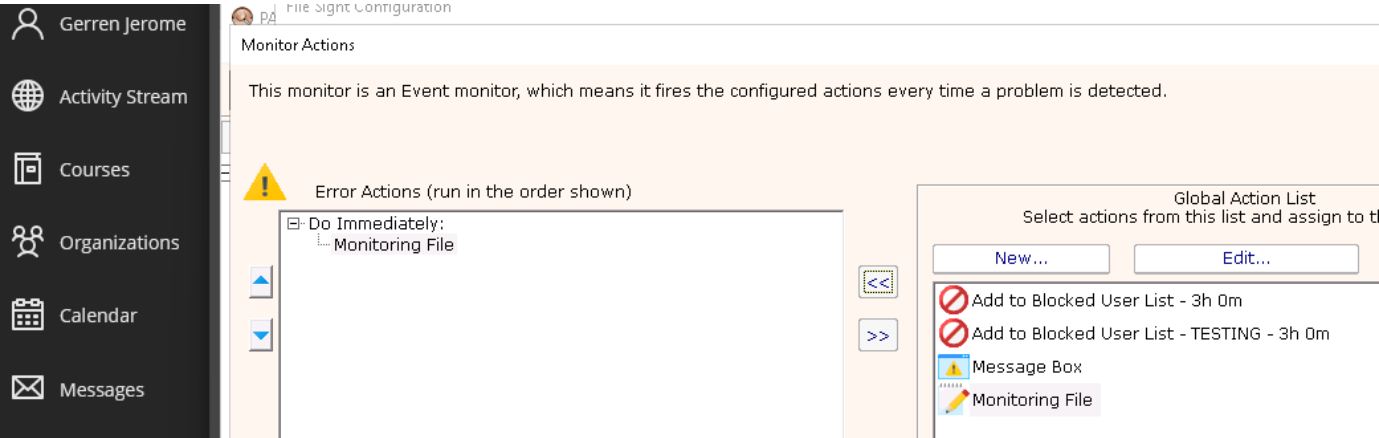 Gerren Jerome
Activity Stream
Courses
Organizations
Calendar
Messages
PA
File Sight Configuration
Monitor Actions
This monitor is an Event monitor, which means it fires the configured actions every time a problem is detected.
Error Actions (run in the order shown)
Do Immediately:
Monitoring File
<<
>>
Global Action List
Select actions from this list and assign to t
New...
Edit...
Add to Blocked User List - 3h 0m
Add to Blocked User List - TESTING - 3h 0m
Message Box
Monitoring File